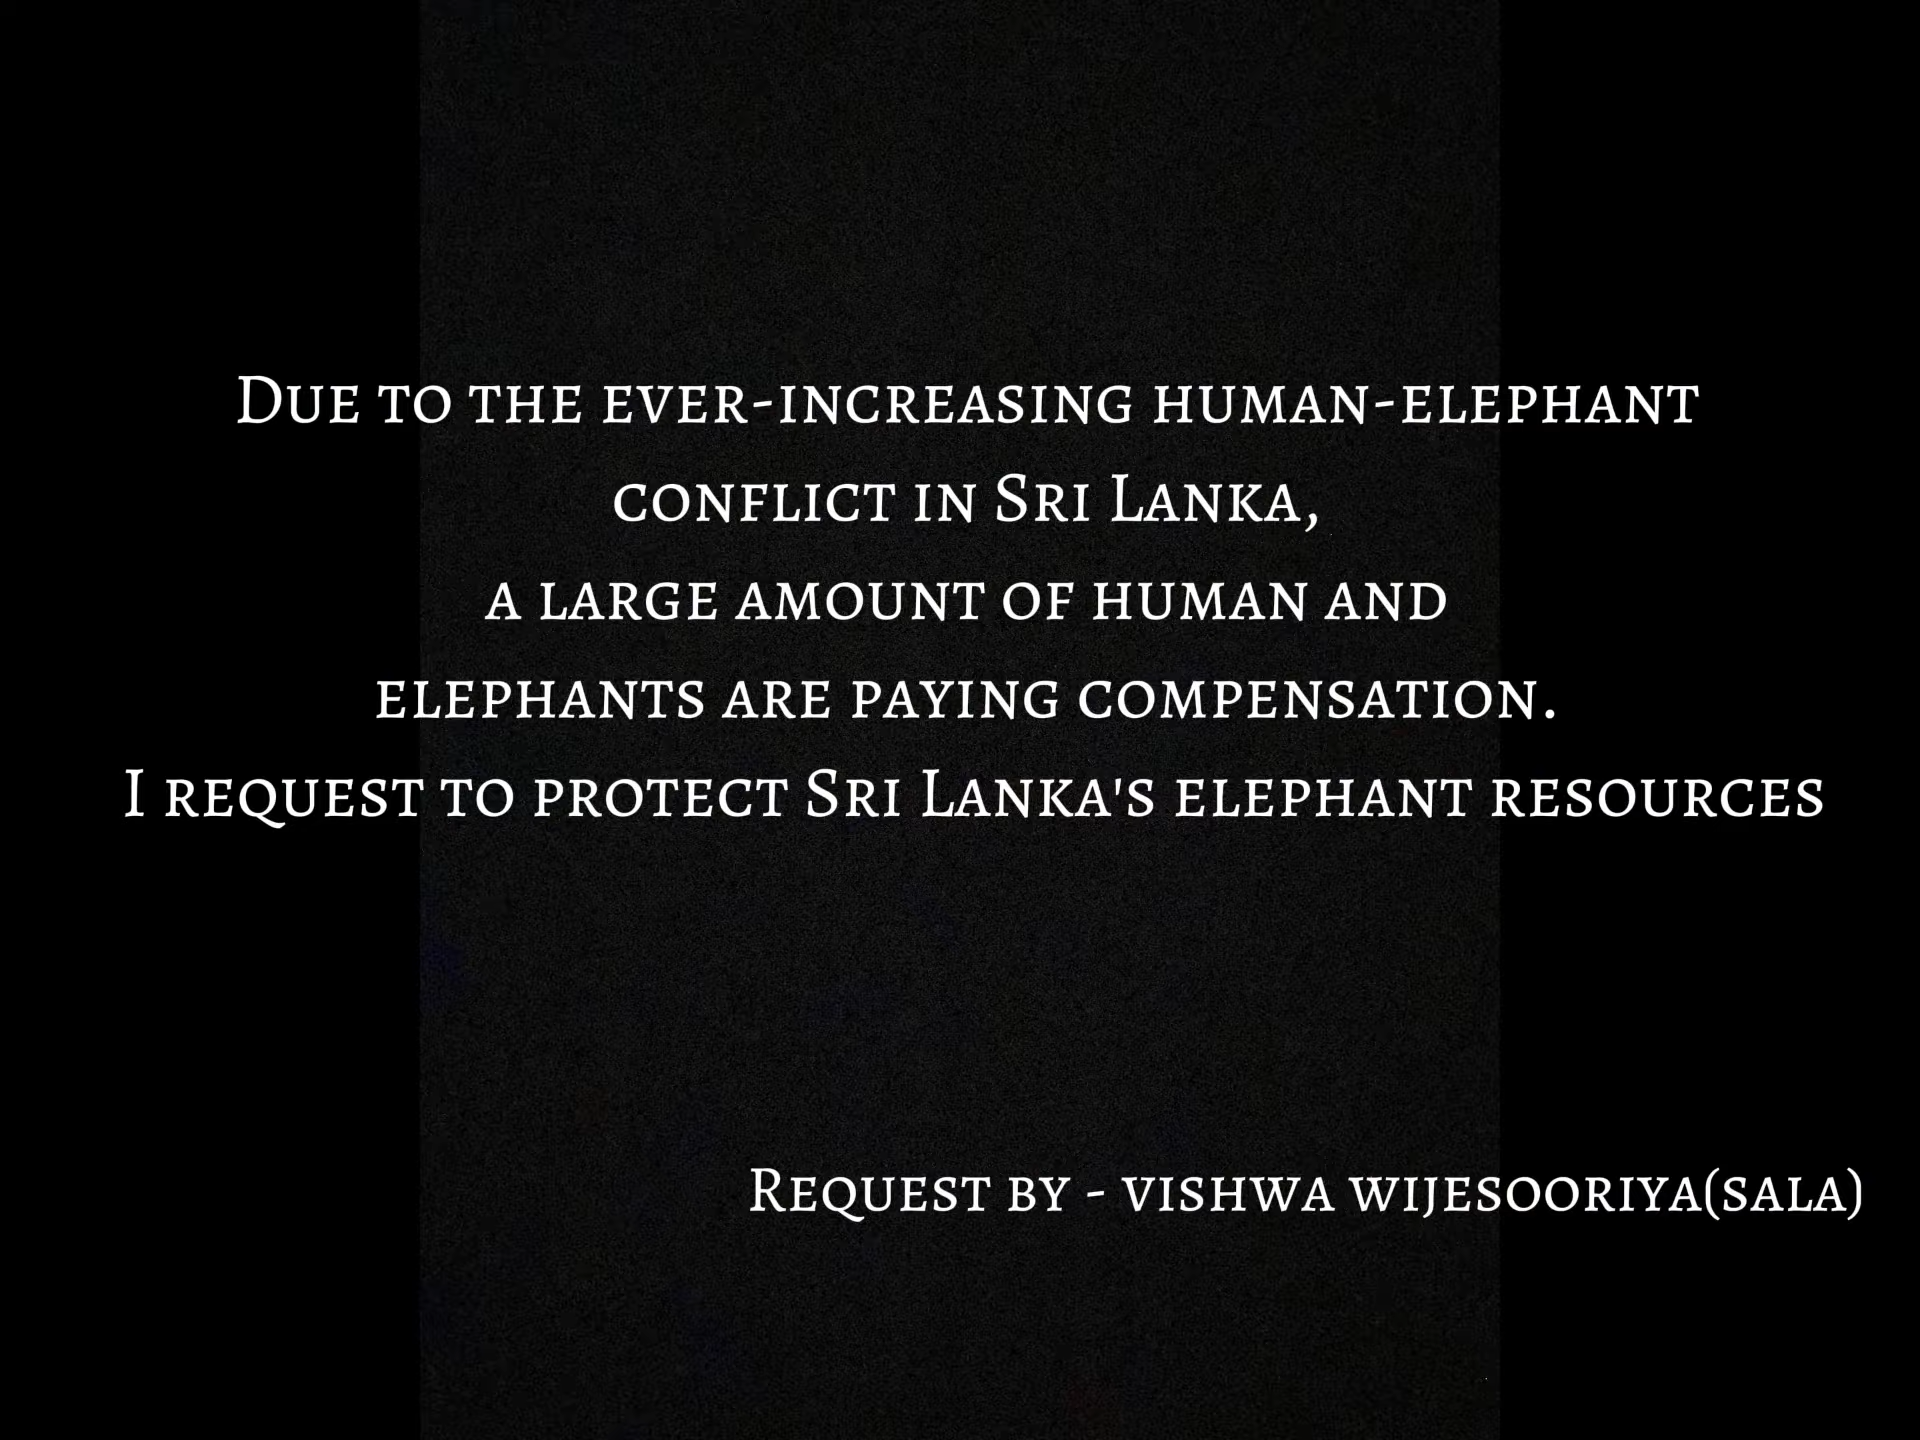 Due to the ever-increasing human-elephant
conflict in Sri Lanka,
a large amount of human and
elephants are paying compensation.
I request to protect Sri Lanka's elephant resources
Request by - vishwa wijesooriya(sala)